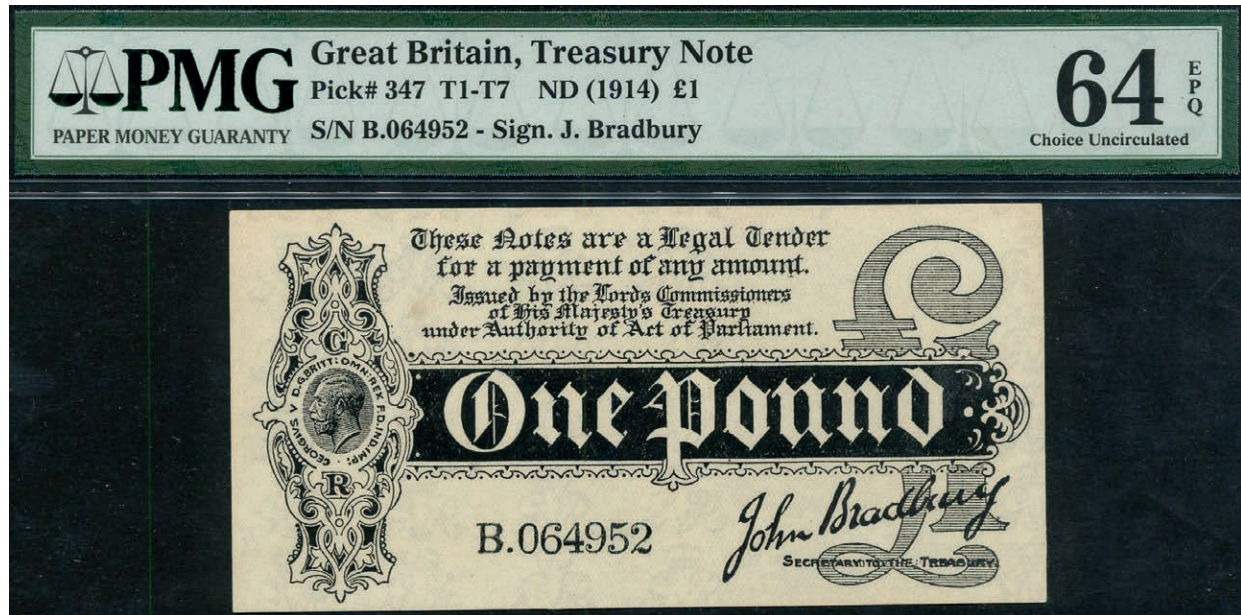 PMG
PAPER MONEY GUARANTY
Great Britain, Treasury Note
Pick# 347 T1-T7 ND (1914) £1
S/N B.064952 - Sign. J. Bradbury
64
EPQ
Choice Uncirculated
These Notes are a Legal Tender
for a payment of any amount.
Issued by the Lords Commissioners
of His Majesty's Treasury
under Authority of Act of Parliament.
£1
G
GEORGIVS V D.G.BRITT:OMN:REX F.D.IND:IMP:
R
One Pound
B.064952
John Bradbury
SECRETARY TO THE TREASURY.